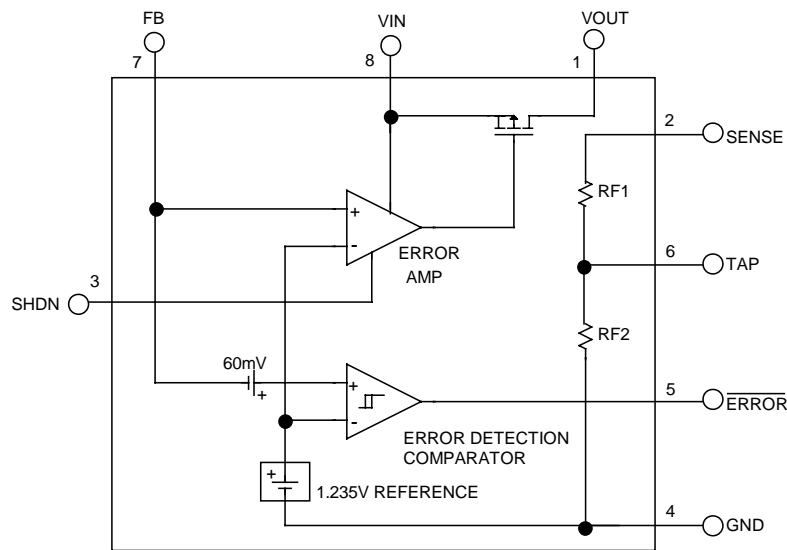 FB
VIN
VOUT
7
8
1
2
SENSE
+
-
RF1
ERROR
AMP
6
TAP
3
SHDN
RF2
60mV
+
+
-
5
ERROR
ERROR DETECTION
COMPARATOR
+
1.235V REFERENCE
4
GND